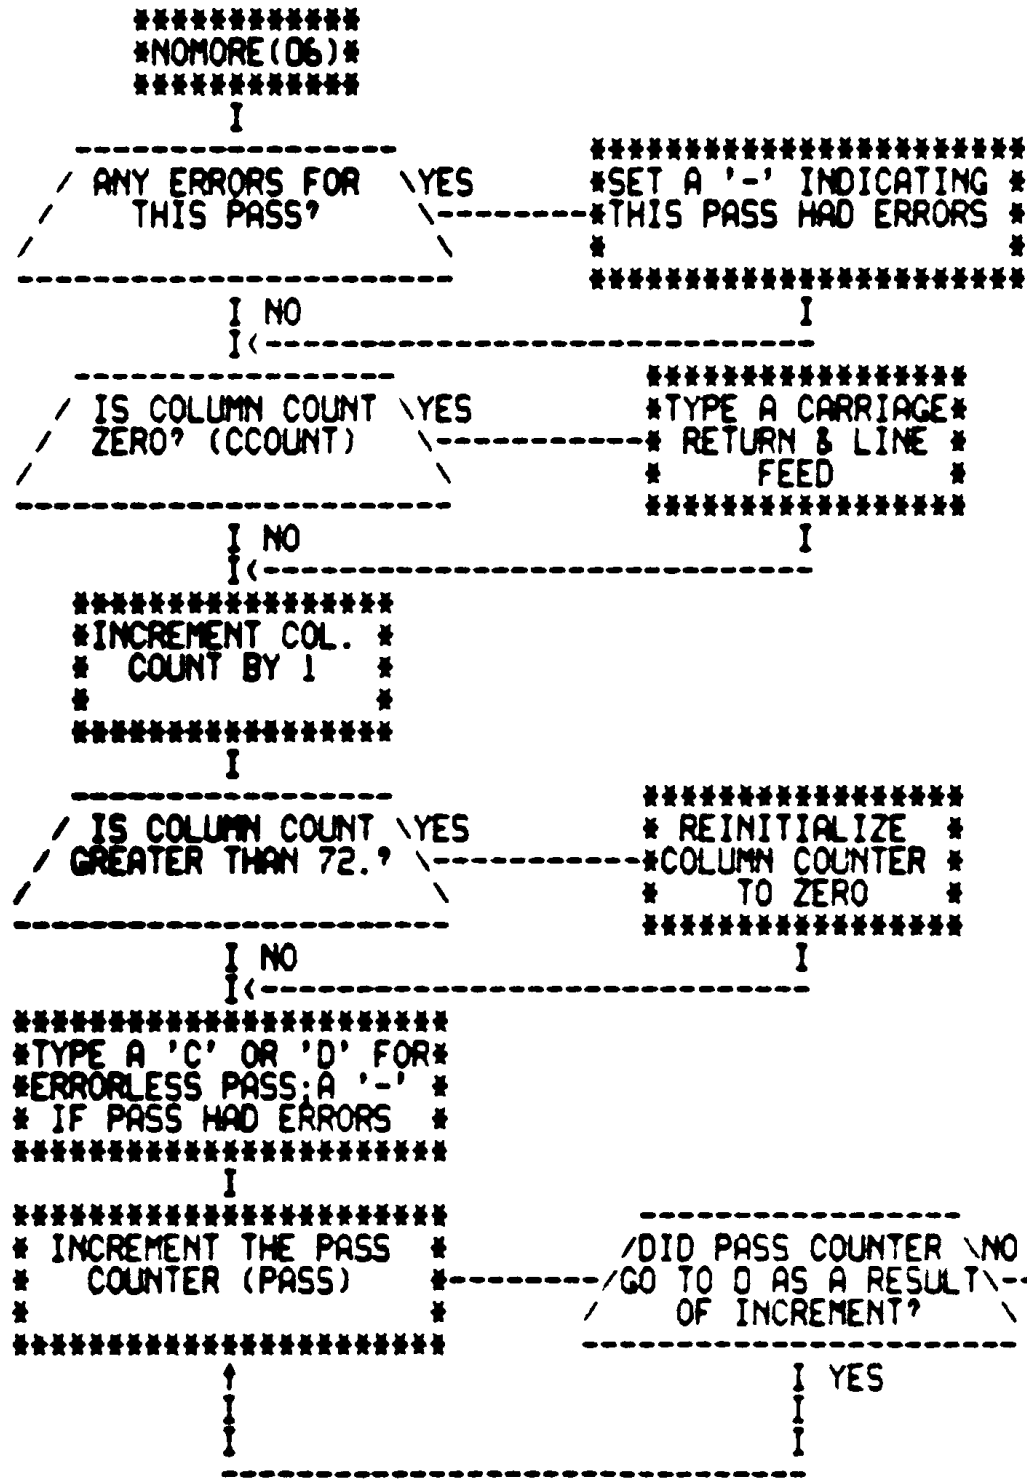 NOMORE(D6)
ANY ERRORS FOR
THIS PASS?
YES
SET A '-' INDICATING
THIS PASS HAD ERRORS
NO
IS COLUMN COUNT
ZERO? (CCOUNT)
YES
TYPE A CARRIAGE
RETURN & LINE
FEED
NO
INCREMENT COL.
COUNT BY 1
IS COLUMN COUNT
GREATER THAN 72.?
YES
REINITIALIZE
COLUMN COUNTER
TO ZERO
NO
TYPE A 'C' OR 'D' FOR
ERRORLESS PASS;A '-'
IF PASS HAD ERRORS
INCREMENT THE PASS
COUNTER (PASS)
DID PASS COUNTER
GO TO 0 AS A RESULT
OF INCREMENT?
NO
YES